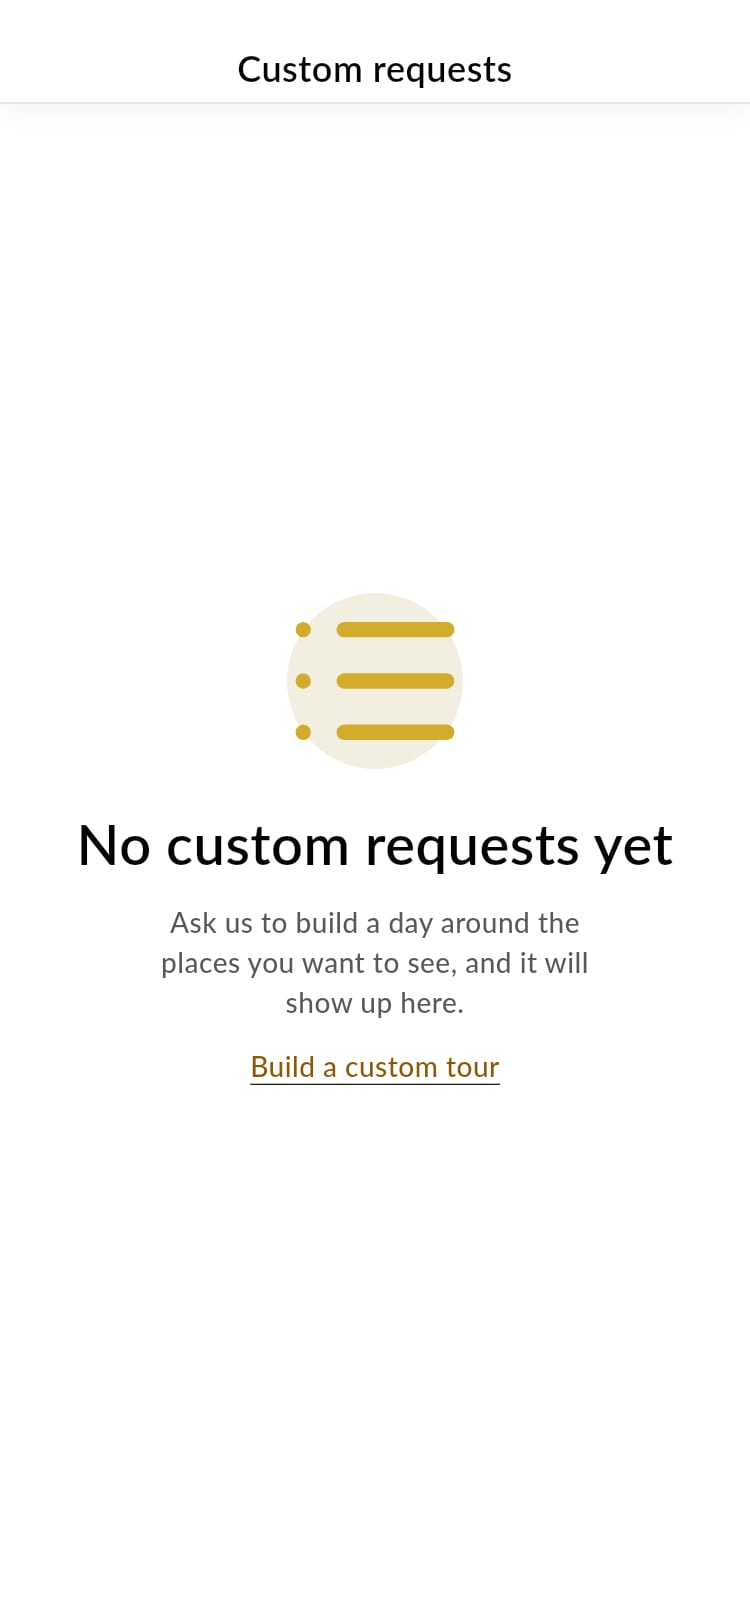 Custom requests
No custom requests yet
Ask us to build a day around the
places you want to see, and it will
show up here.
Build a custom tour